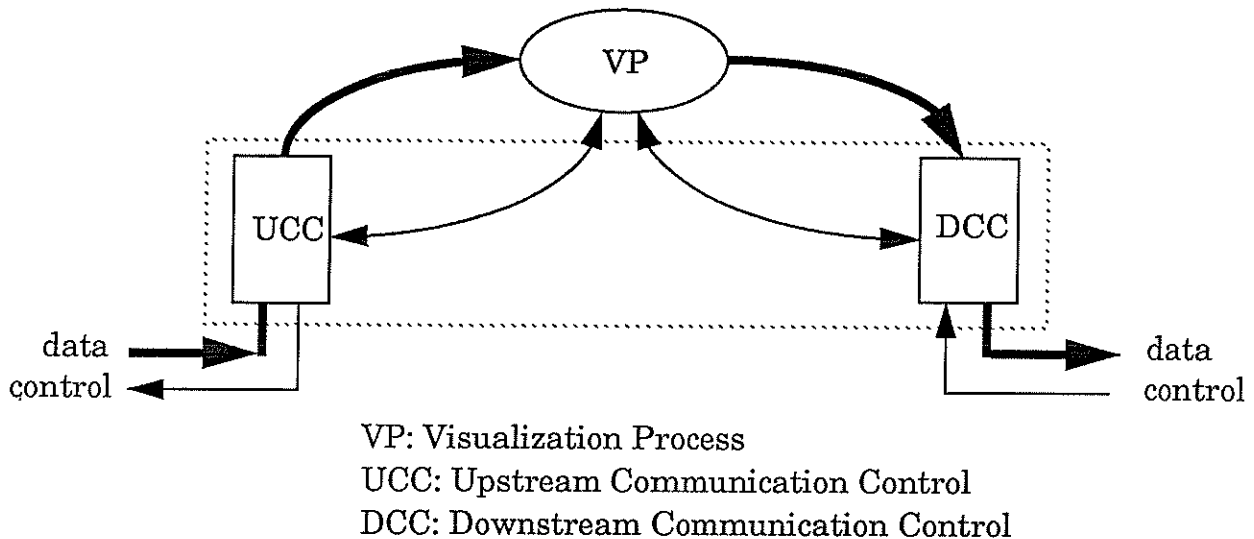 VP
UCC
DCC
data
control
data
control
VP: Visualization Process
UCC: Upstream Communication Control
DCC: Downstream Communication Control